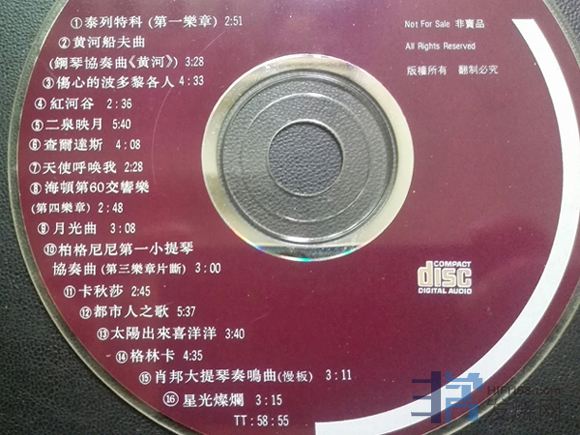 ①泰列特科 (第一樂章) 2:51
②黄河船夫曲
(鋼琴協奏曲《黄河》) 3:28
③傷心的波多黎各人 4:33
④紅河谷 2:36
⑤二泉映月 5:40
⑥查爾達斯 4:08
⑦天使呼唤我 2:28
⑧海頓第60交響樂
(第四樂章) 2:48
⑨月光曲 3:08
⑩柏格尼尼第一小提琴
協奏曲 (第三樂章片斷) 3:00
⑪卡秋莎 2:45
⑫都市人之歌 5:37
⑬太陽出來喜洋洋 3:40
⑭格林卡 4:35
⑮肖邦大提琴奏鳴曲(慢板) 3:11
⑯星光燦爛 3:15
TT:58:55
Not For Sale 非賣品
All Rights Reserved
版權所有 翻制必究
COMPACT
disc
DIGITAL AUDIO